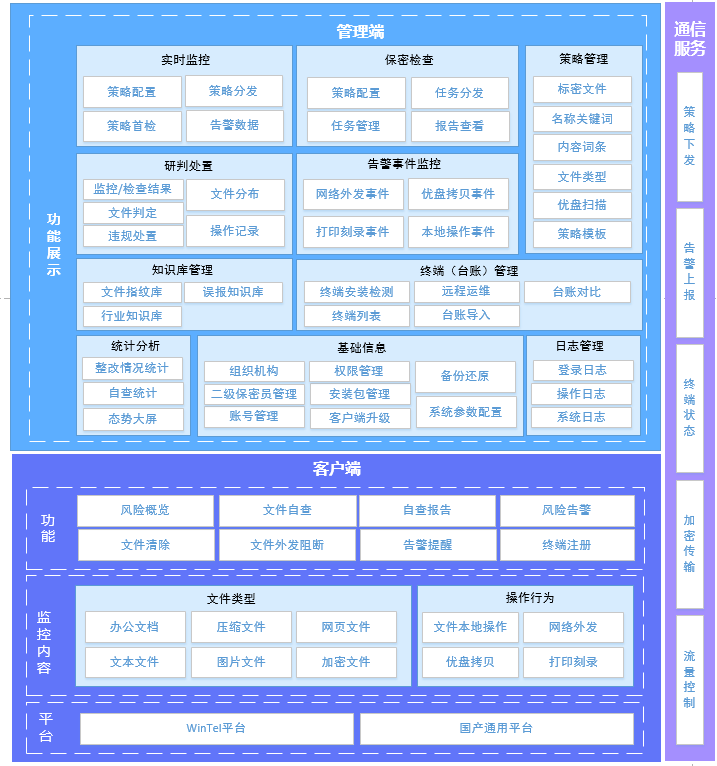 管理端
功能展示
实时监控
策略配置
策略分发
策略首检
告警数据
保密检查
策略配置
任务分发
任务管理
报告查看
策略管理
标密文件
名称关键词
内容词条
文件类型
优盘扫描
策略模板
研判处置
监控/检查结果
文件判定
违规处置
文件分布
操作记录
告警事件监控
网络外发事件
优盘拷贝事件
打印刻录事件
本地操作事件
知识库管理
文件指纹库
误报知识库
行业知识库
终端（台账）管理
终端安装检测
远程运维
台账对比
终端列表
台账导入
统计分析
整改情况统计
自查统计
态势大屏
基础信息
组织机构
权限管理
二级保密员管理
安装包管理
账号管理
客户端升级
备份还原
系统参数配置
日志管理
登录日志
操作日志
系统日志
客户端
功能
风险概览
文件自查
自查报告
风险告警
文件清除
文件外发阻断
告警提醒
终端注册
监控内容
文件类型
办公文档
压缩文件
网页文件
文本文件
图片文件
加密文件
操作行为
文件本地操作
网络外发
优盘拷贝
打印刻录
平台
WinTel平台
国产通用平台
通信
服务
策略下发
告警上报
终端状态
加密传输
流量控制